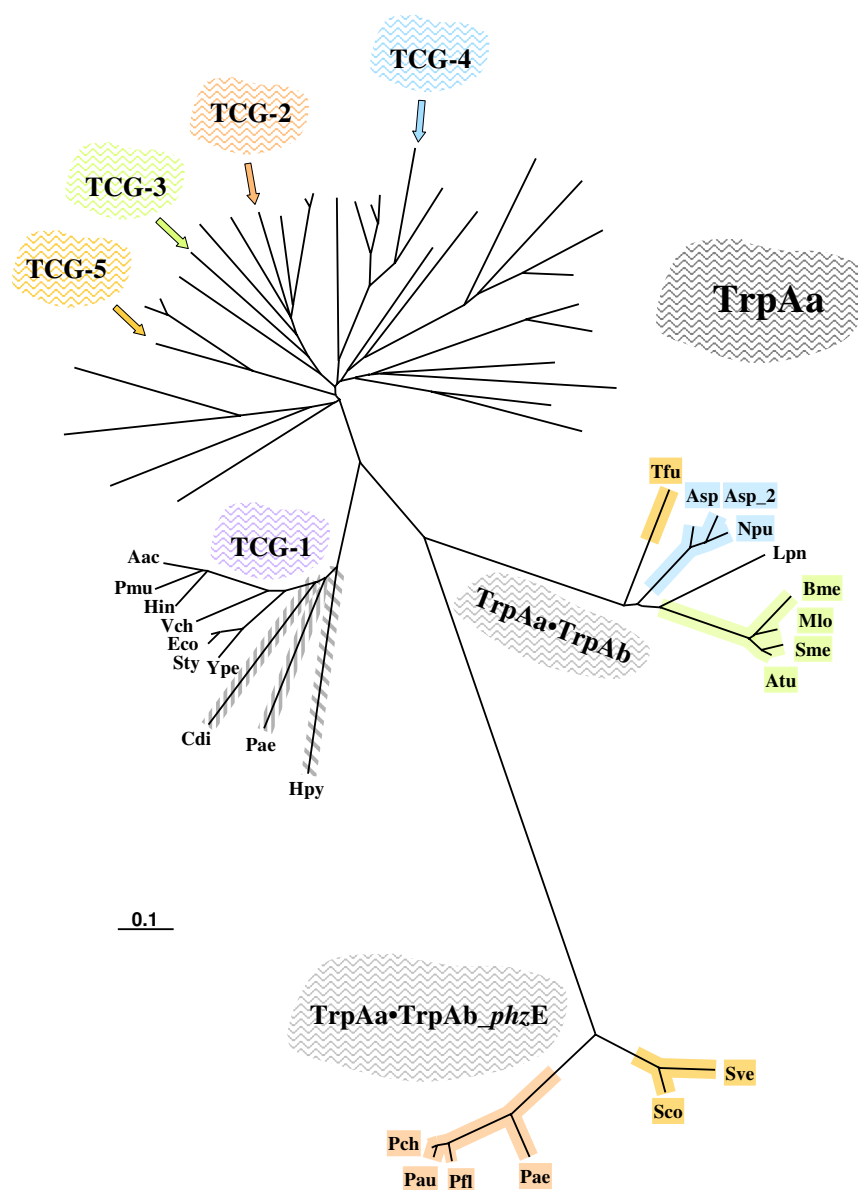 TCG-4
TCG-2
TCG-3
TCG-5
TrpAa
Tfu
Asp Asp_2
Npu
Lpn
Bme
Mlo
Sme
Atu
TrpAa•TrpAb
TCG-1
Aac
Pmu
Hin
Vch
Eco
Sty
Ype
Cdi
Pae
Hpy
0.1
TrpAa•TrpAb_phzE
Sve
Sco
Pch
Pau
Pfl
Pae